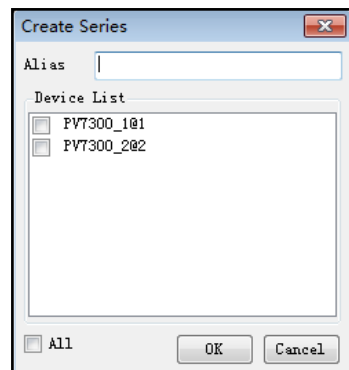 Create Series
Alias
Device List
PV7300_1@1
PV7300_2@2
All
OK Cancel